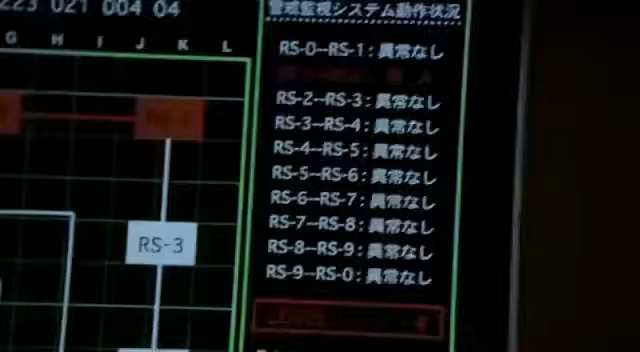 223 021 004 04
G H I J K L
警戒監視システム動作状況
RS-0--RS-1:異常なし
RS-2--RS-3:異常なし
RS-3--RS-4:異常なし
RS-4--RS-5:異常なし
RS-5--RS-6:異常なし
RS-6--RS-7:異常なし
RS-7--RS-8:異常なし
RS-8--RS-9:異常なし
RS-9--RS-0:異常なし
RS-3